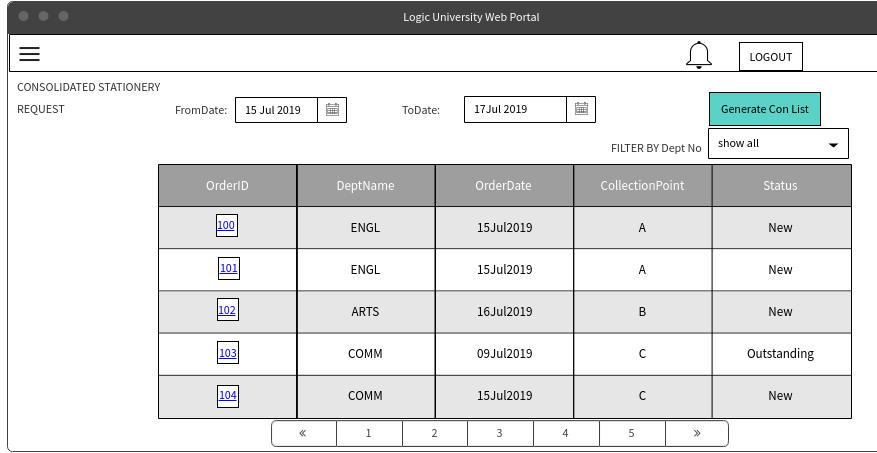 Logic University Web Portal
LOGOUT
CONSOLIDATED STATIONERY
REQUEST
FromDate: 15 Jul 2019 ToDate: 17Jul 2019 Generate Con List
FILTER BY Dept No show all
OrderID DeptName OrderDate CollectionPoint Status
100 ENGL 15Jul2019 A New
101 ENGL 15Jul2019 A New
102 ARTS 16Jul2019 B New
103 COMM 09Jul2019 C Outstanding
104 COMM 15Jul2019 C New
« 1 2 3 4 5 »